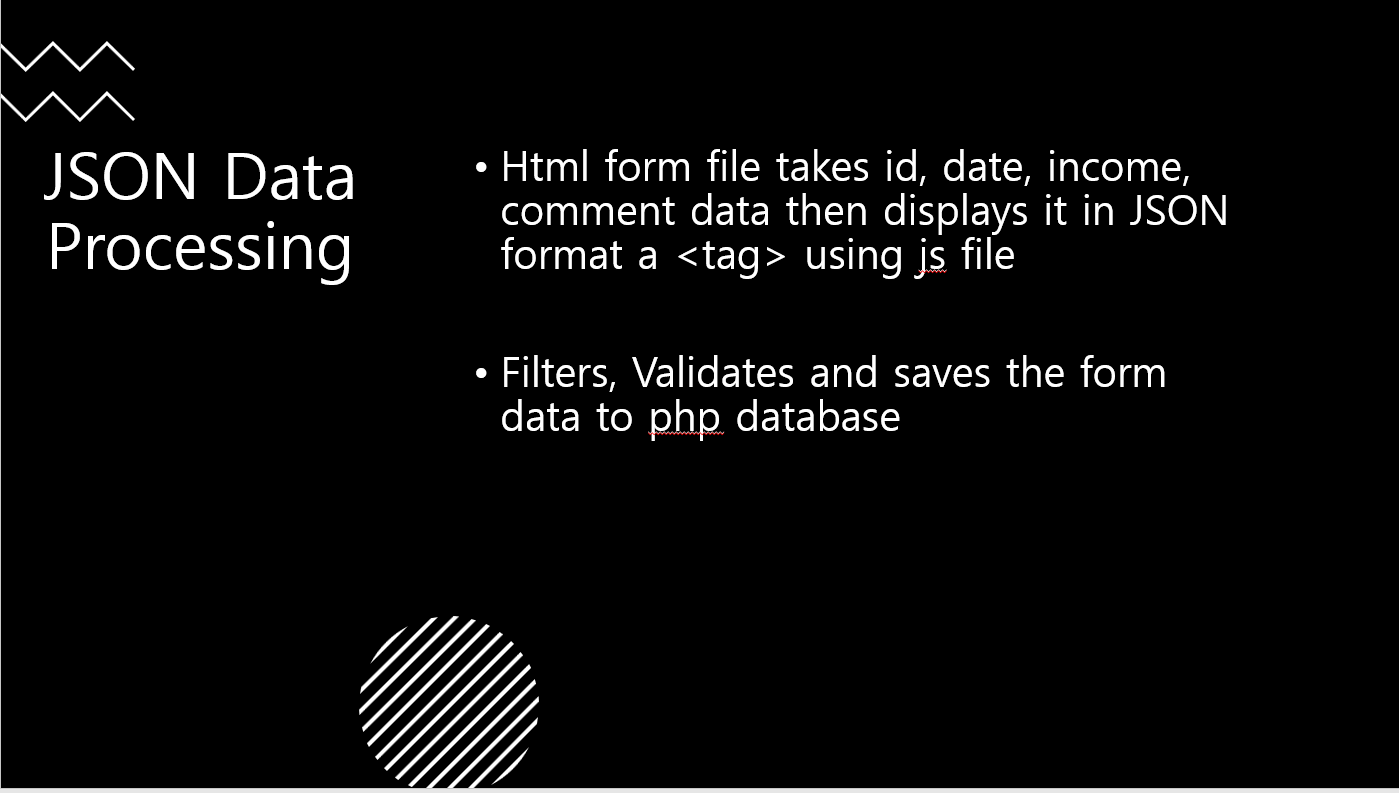 JSON Data
Processing
• Html form file takes id, date, income,
comment data then displays it in JSON
format a <tag> using js file
• Filters, Validates and saves the form
data to php database